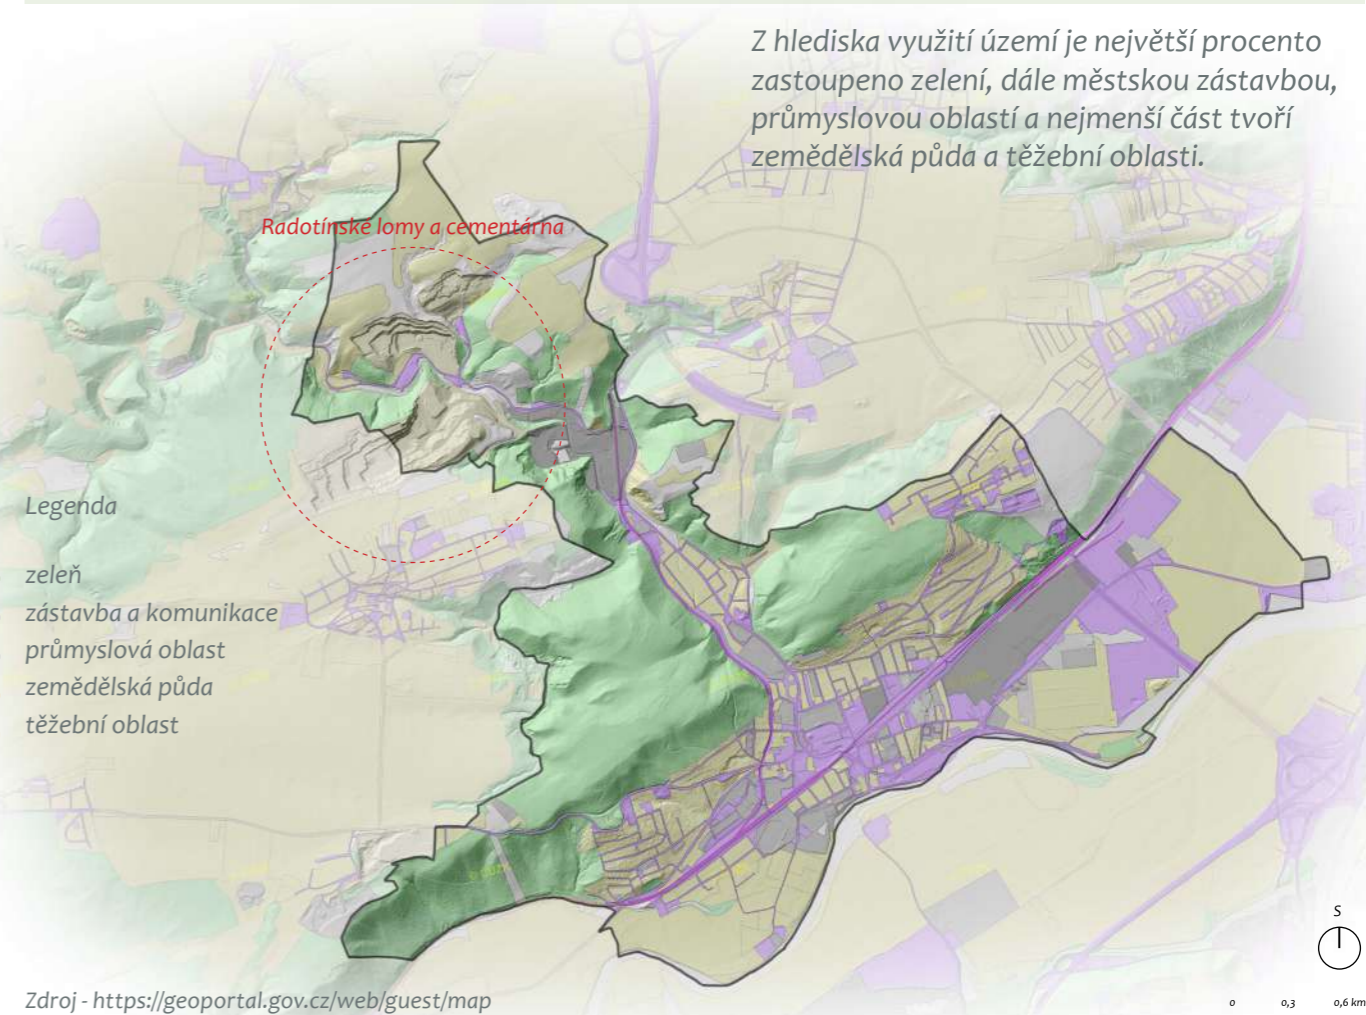 Z hlediska využití území je největší procento
zastoupeno zelení, dále městskou zástavbou,
průmyslovou oblastí a nejmenší část tvoří
zemědělská půda a těžební oblasti.
Radotínské lomy a cementárna
Legenda
zeleň
zástavba a komunikace
průmyslová oblast
zemědělská půda
těžební oblast
S
0 0,3 0,6 km
Zdroj - https://geoportal.gov.cz/web/guest/map